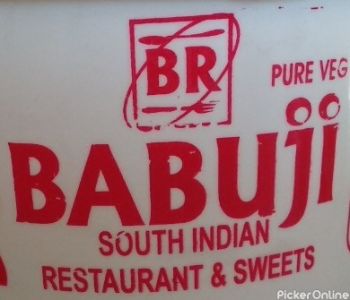 BR
PURE VEG
BABUji
SOUTH INDIAN
RESTAURANT & SWEETS
PickerOnline